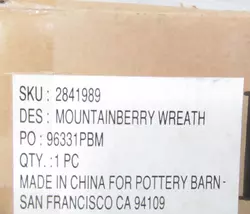 SKU : 2841989
DES : MOUNTAINBERRY WREATH
PO : 96331PBM
QTY. : 1 PC
MADE IN CHINA FOR POTTERY BARN-
SAN FRANCISCO CA 94109